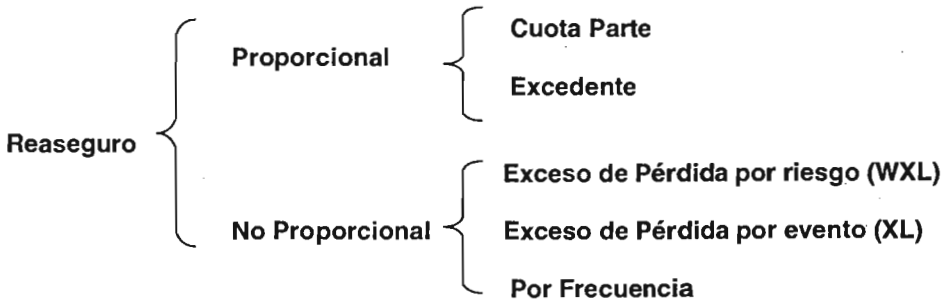 Reaseguro
Proporcional
Cuota Parte
Excedente
No Proporcional
Exceso de Pérdida por riesgo (WXL)
Exceso de Pérdida por evento (XL)
Por Frecuencia